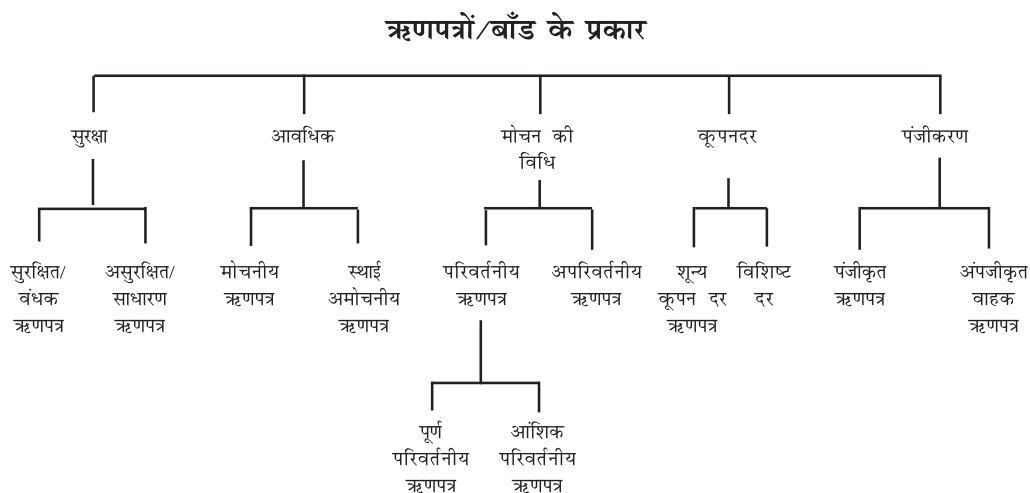 ऋणपत्रों/बाँड के प्रकार
सुरक्षा
आवधिक
मोचन की
विधि
कूपनदर
पंजीकरण
सुरक्षित/
वंधक
ऋणपत्र
असुरक्षित/
साधारण
ऋणपत्र
मोचनीय
ऋणपत्र
स्थाई
अमोचनीय
ऋणपत्र
परिवर्तनीय
ऋणपत्र
अपरिवर्तनीय
ऋणपत्र
शून्य
कूपन दर
ऋणपत्र
विशिष्ट
दर
पंजीकृत
ऋणपत्र
अंपजीकृत
वाहक
ऋणपत्र
पूर्ण
परिवर्तनीय
ऋणपत्र
आंशिक
परिवर्तनीय
ऋणपत्र